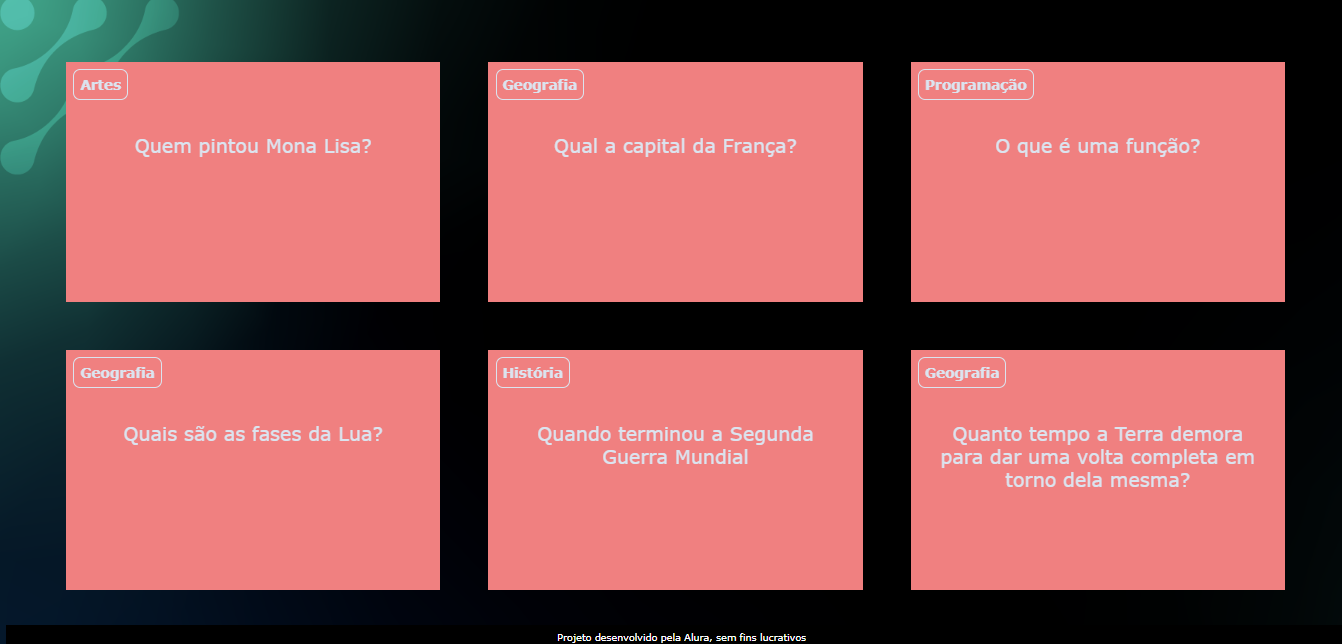 Artes
Quem pintou Mona Lisa?
Geografia
Qual a capital da França?
Programação
O que é uma função?
Geografia
Quais são as fases da Lua?
História
Quando terminou a Segunda
Guerra Mundial
Geografia
Quanto tempo a Terra demora
para dar uma volta completa em
torno dela mesma?
Projeto desenvolvido pela Alura, sem fins lucrativos